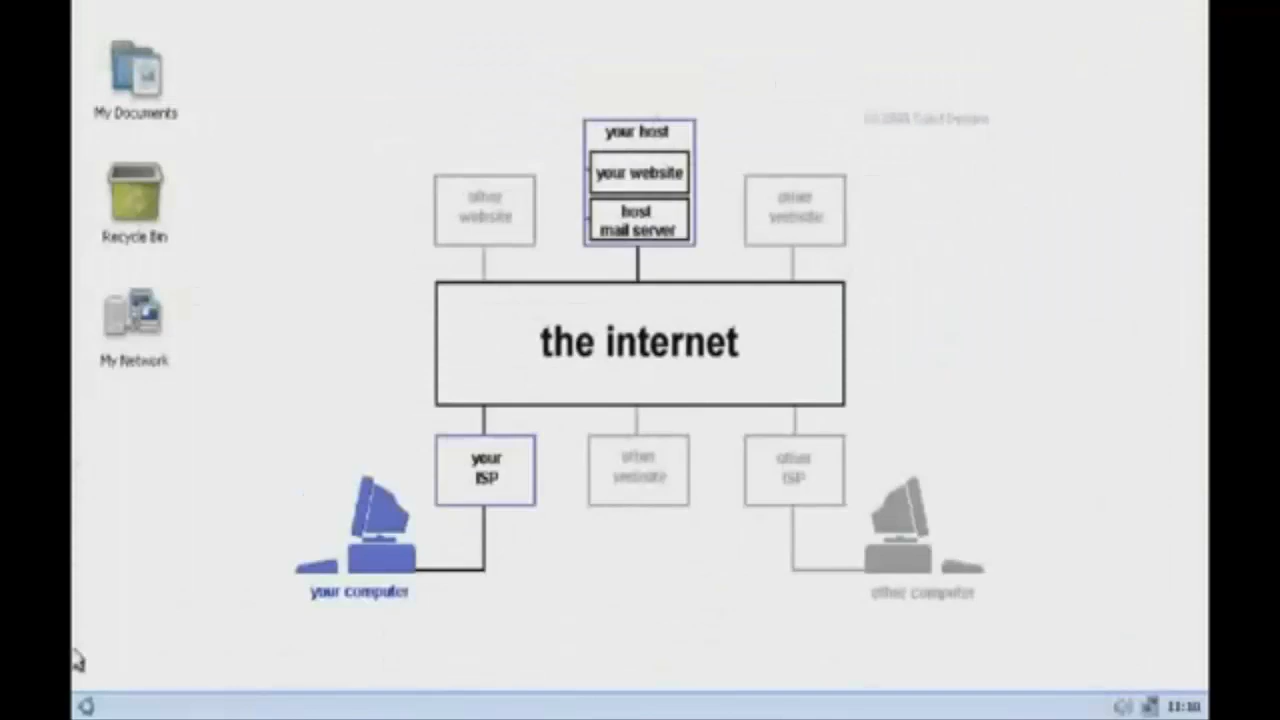 My Documents
Recycle Bin
My Network
your host
your website
host
mail server
other
website
other
website
the internet
your
ISP
other
website
other
ISP
your computer
other computer
11:10